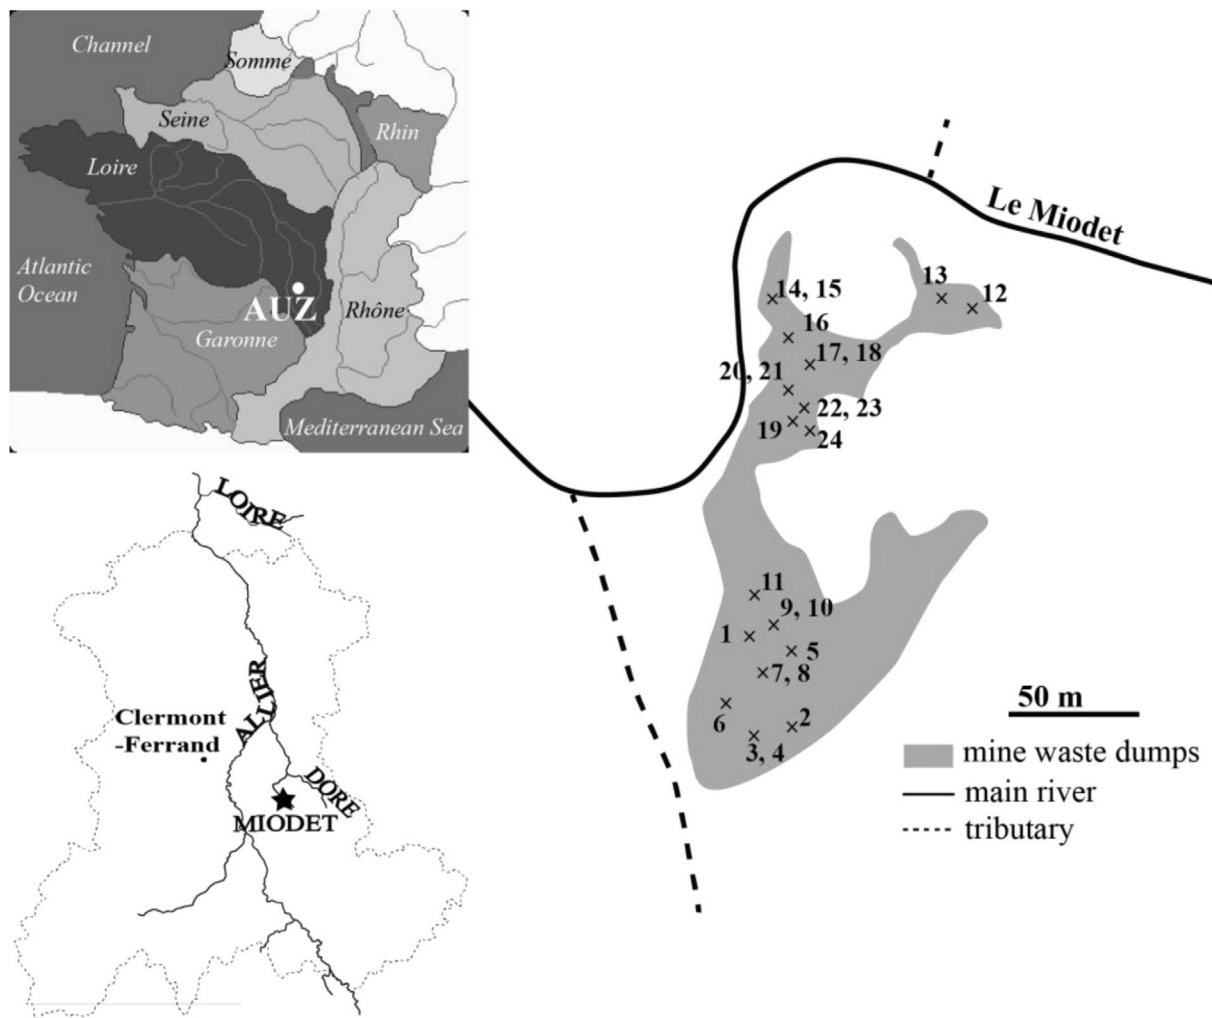 Channel
Somme
Seine
Rhin
Loire
Atlantic
Ocean
AUZ
Rhône
Garonne
Mediterranean Sea
LOIRE
ALLIER
Clermont
-Ferrand
DORE
MIODET
Le Miodet
13
12
14, 15
16
17, 18
20, 21
22, 23
19
24
11
9, 10
1
5
7, 8
6
2
3, 4
50 m
mine waste dumps
main river
tributary